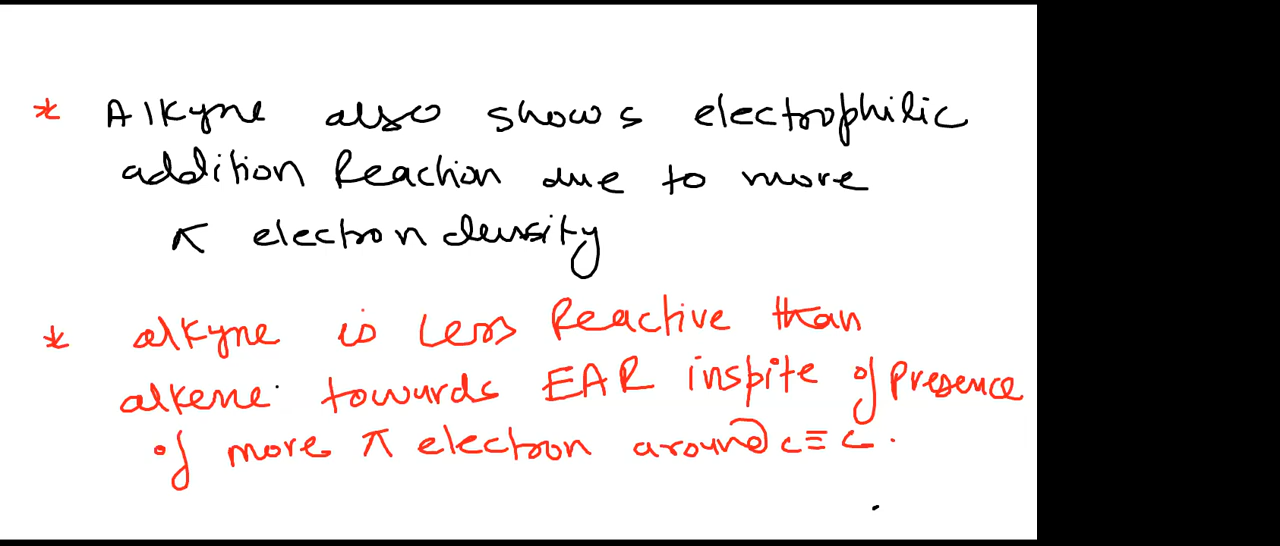 * Alkyne also shows electrophilic
addition Reaction due to more
π electron density
* alkyne is less Reactive than
alkene towards EAR inspite of Presence
of more π electron around C≡C.